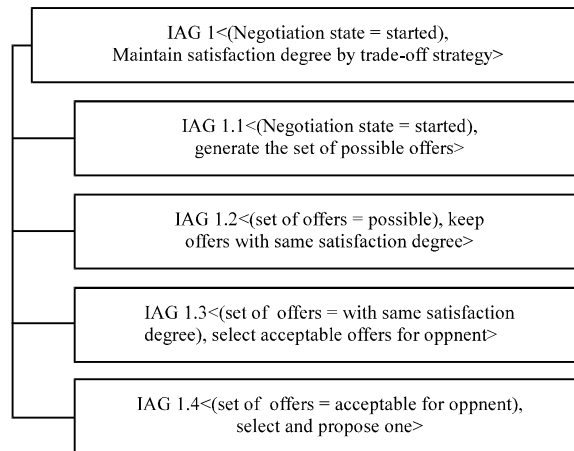 IAG 1<(Negotiation state = started),
Maintain satisfaction degree by trade-off strategy>
IAG 1.1<(Negotiation state = started),
generate the set of possible offers>
IAG 1.2<(set of offers = possible), keep
offers with same satisfaction degree>
IAG 1.3<(set of offers = with same satisfaction
degree), select acceptable offers for oppnent>
IAG 1.4<(set of offers = acceptable for oppnent),
select and propose one>